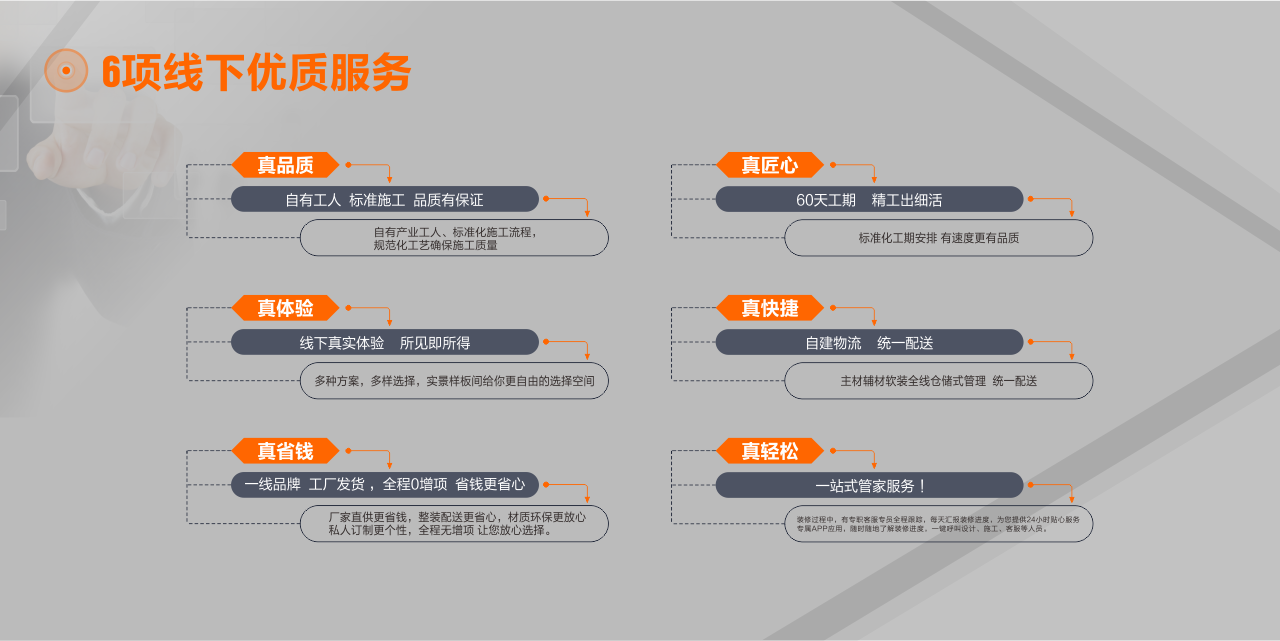 6项线下优质服务
真品质
自有工人 标准施工 品质有保证
自有产业工人、标准化施工流程，
规范化工艺确保施工质量
真匠心
60天工期 精工出细活
标准化工期安排 有速度更有品质
真体验
线下真实体验 所见即所得
多种方案，多样选择，实景样板间给你更自由的选择空间
真快捷
自建物流 统一配送
主材辅材软装全线仓储式管理 统一配送
真省钱
一线品牌 工厂发货 ，全程0增项 省钱更省心
厂家直供更省钱，整装配送更省心，材质环保更放心
私人订制更个性，全程无增项 让您放心选择。
真轻松
一站式管家服务！
装修过程中，有专职客服专员全程跟踪，每天汇报装修进度，为您提供24小时贴心服务
专属APP应用，随时随地了解装修进度，一键呼叫设计、施工、客服等人员。